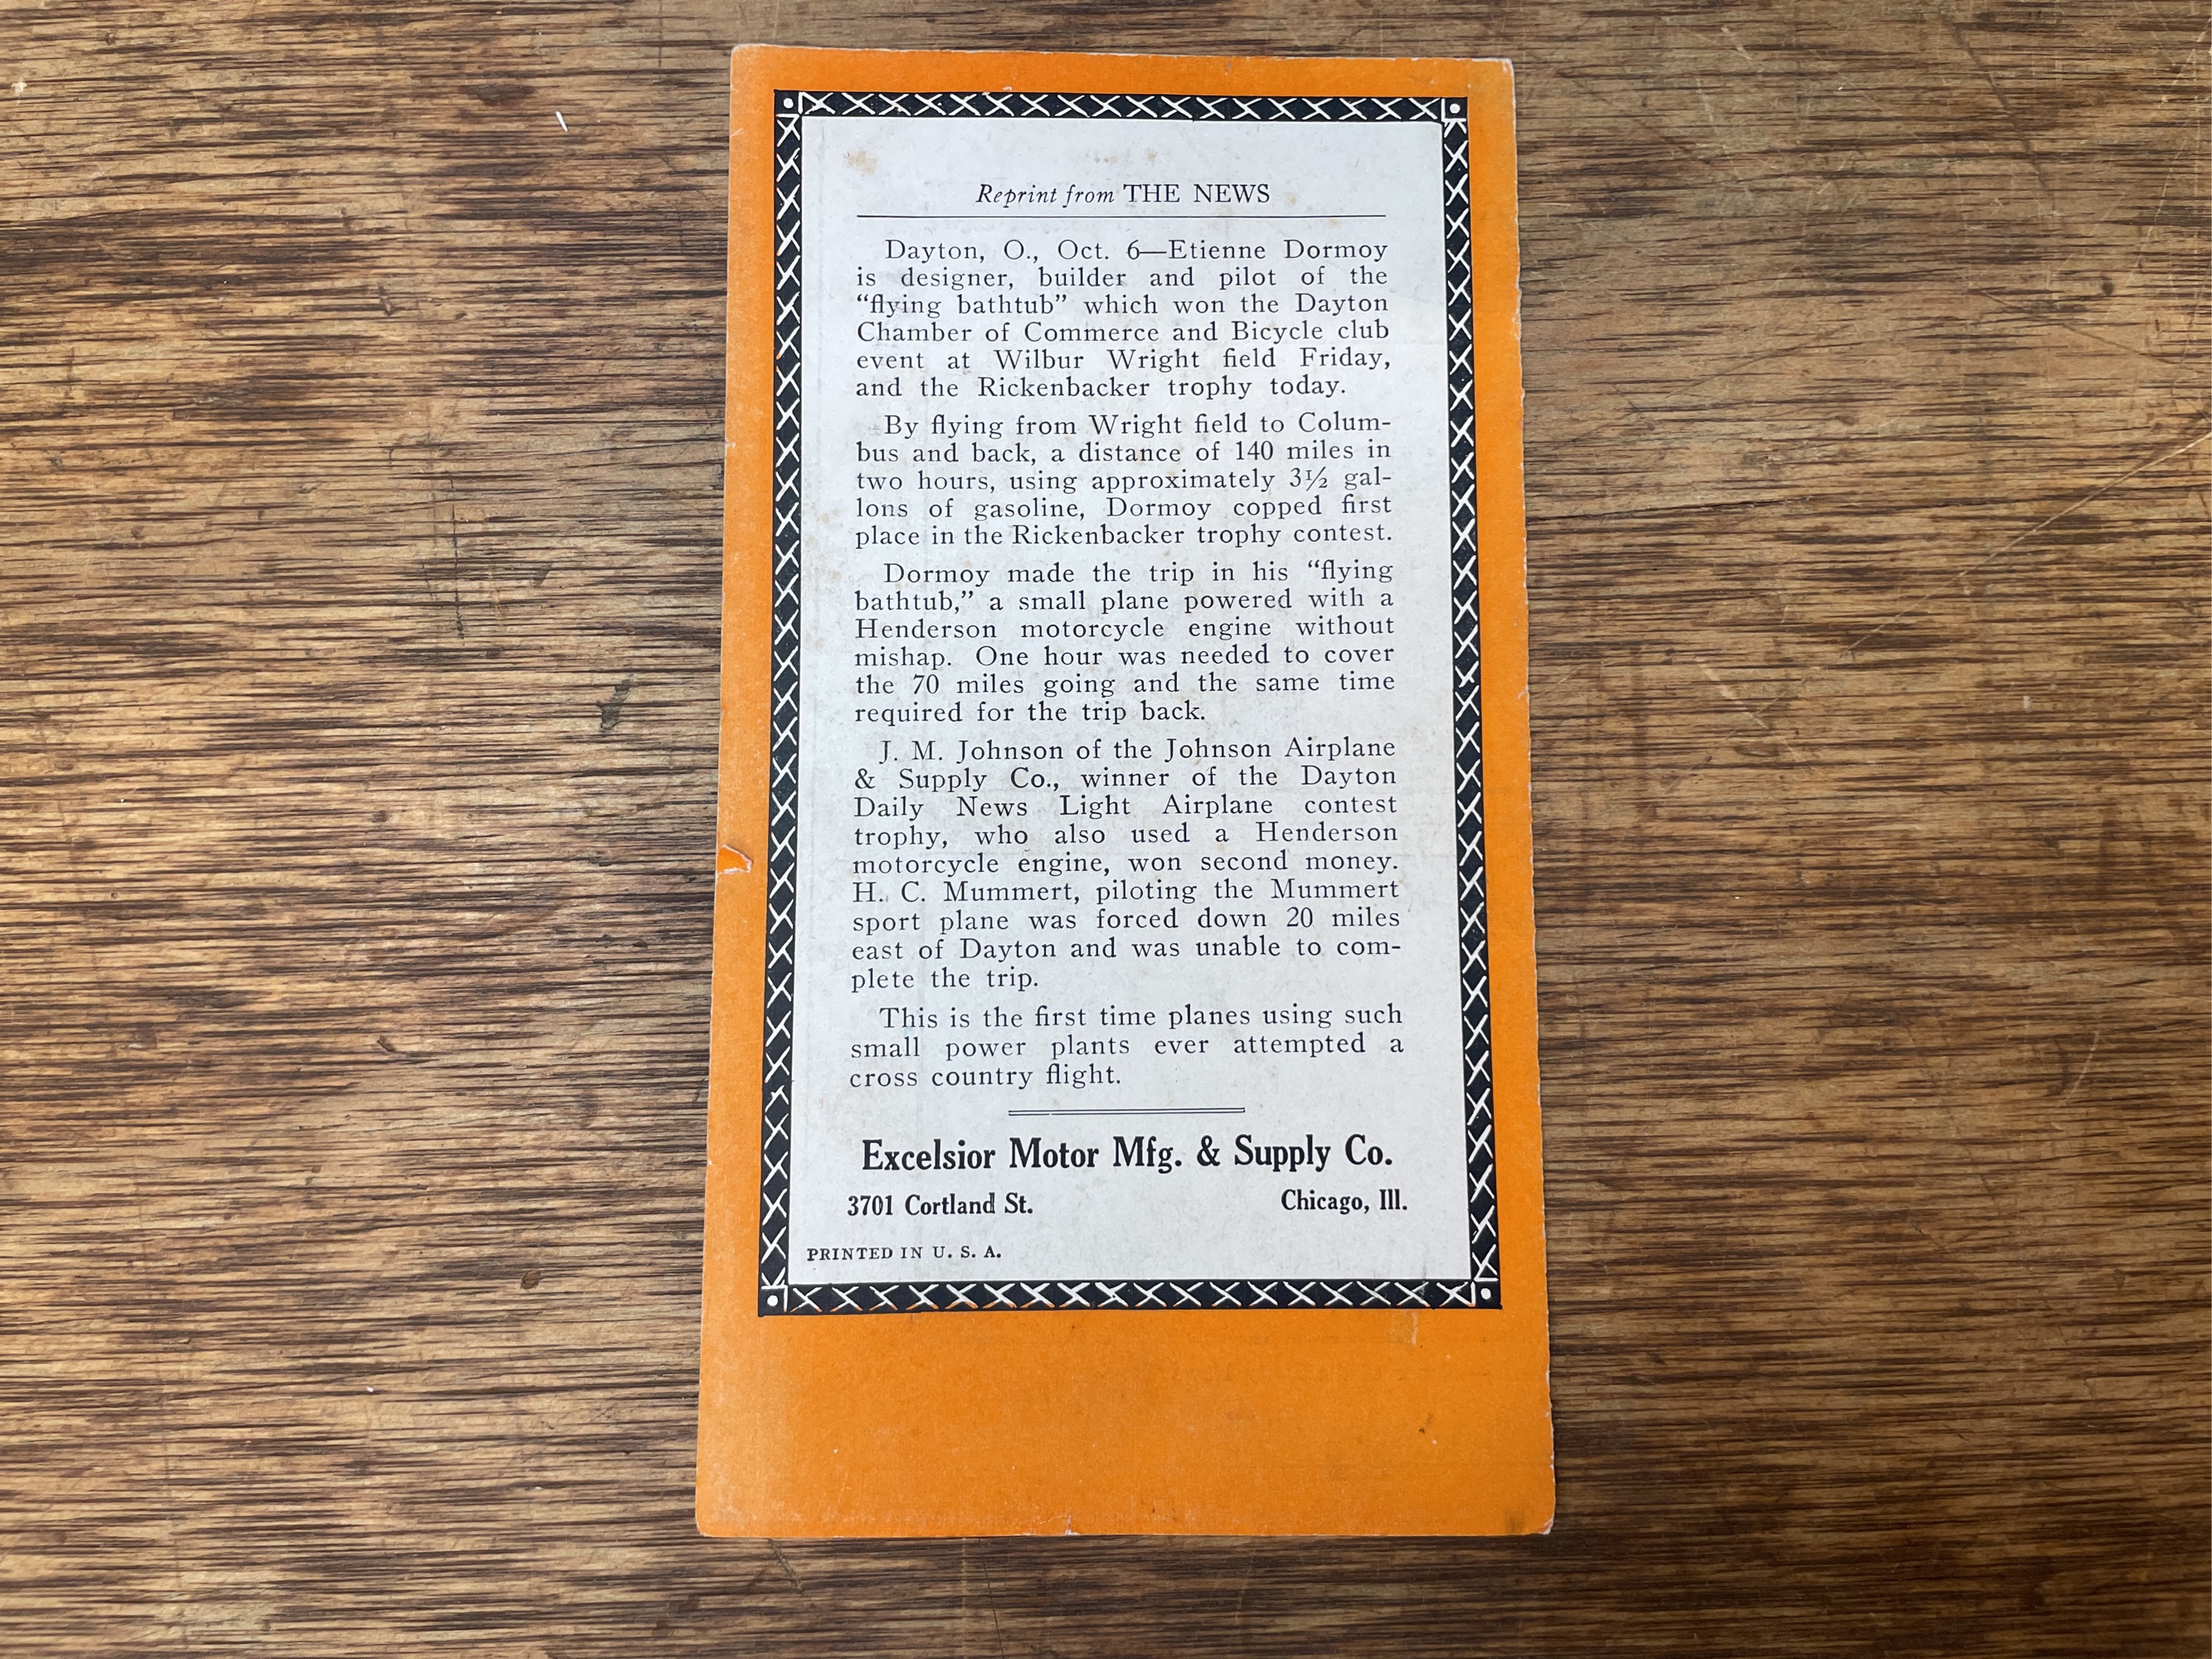 Reprint from THE NEWS
Dayton, O., Oct. 6—Etienne Dormoy
is designer, builder and pilot of the
“flying bathtub” which won the Dayton
Chamber of Commerce and Bicycle club
event at Wilbur Wright field Friday,
and the Rickenbacker trophy today.
By flying from Wright field to Colum-
bus and back, a distance of 140 miles in
two hours, using approximately 3½ gal-
lons of gasoline, Dormoy copped first
place in the Rickenbacker trophy contest.
Dormoy made the trip in his “flying
bathtub,” a small plane powered with a
Henderson motorcycle engine without
mishap. One hour was needed to cover
the 70 miles going and the same time
required for the trip back.
J. M. Johnson of the Johnson Airplane
& Supply Co., winner of the Dayton
Daily News Light Airplane contest
trophy, who also used a Henderson
motorcycle engine, won second money.
H. C. Mummert, piloting the Mummert
sport plane was forced down 20 miles
east of Dayton and was unable to com-
plete the trip.
This is the first time planes using such
small power plants ever attempted a
cross country flight.
Excelsior Motor Mfg. & Supply Co.
3701 Cortland St. Chicago, Ill.
PRINTED IN U. S. A.